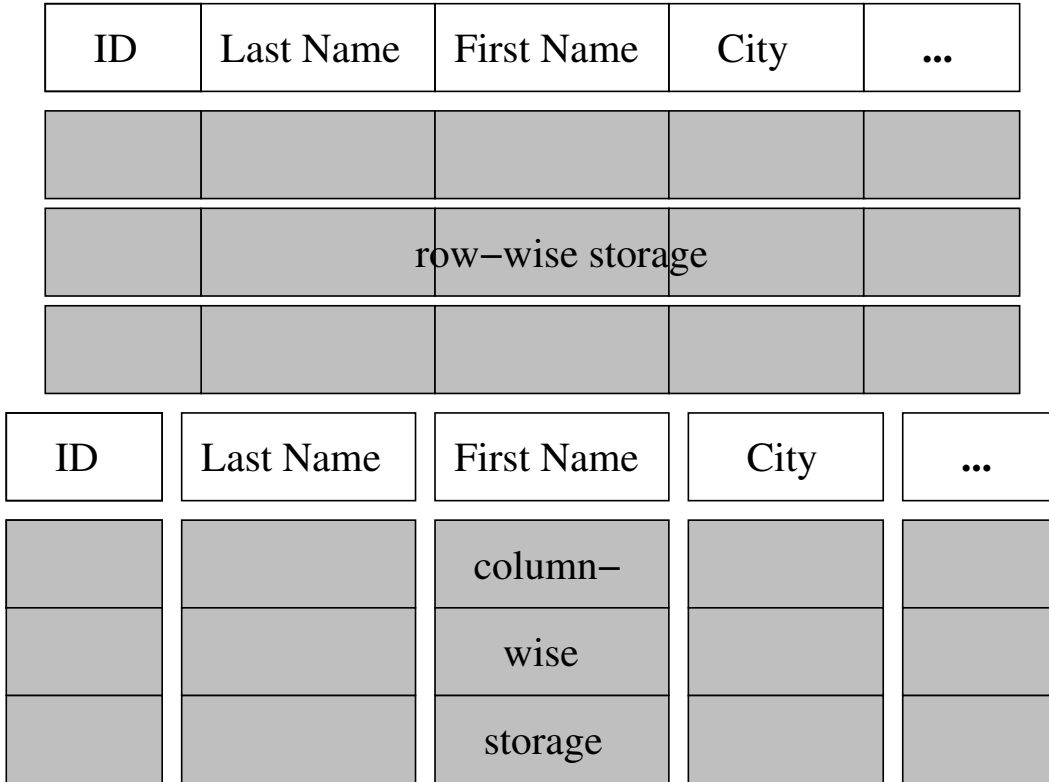 ID Last Name First Name City ...
row−wise storage
ID Last Name First Name City ...
column−
wise
storage